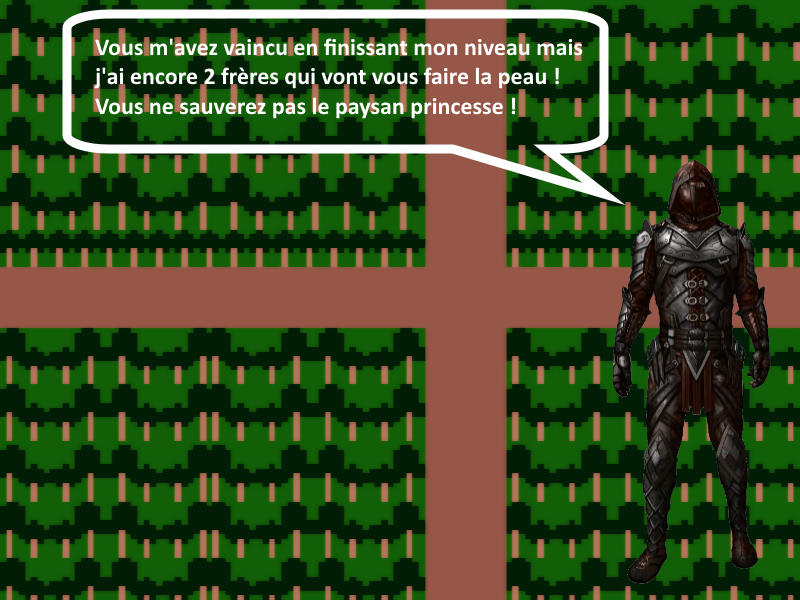 Vous m'avez vaincu en finissant mon niveau mais
j'ai encore 2 frères qui vont vous faire la peau !
Vous ne sauverez pas le paysan princesse !